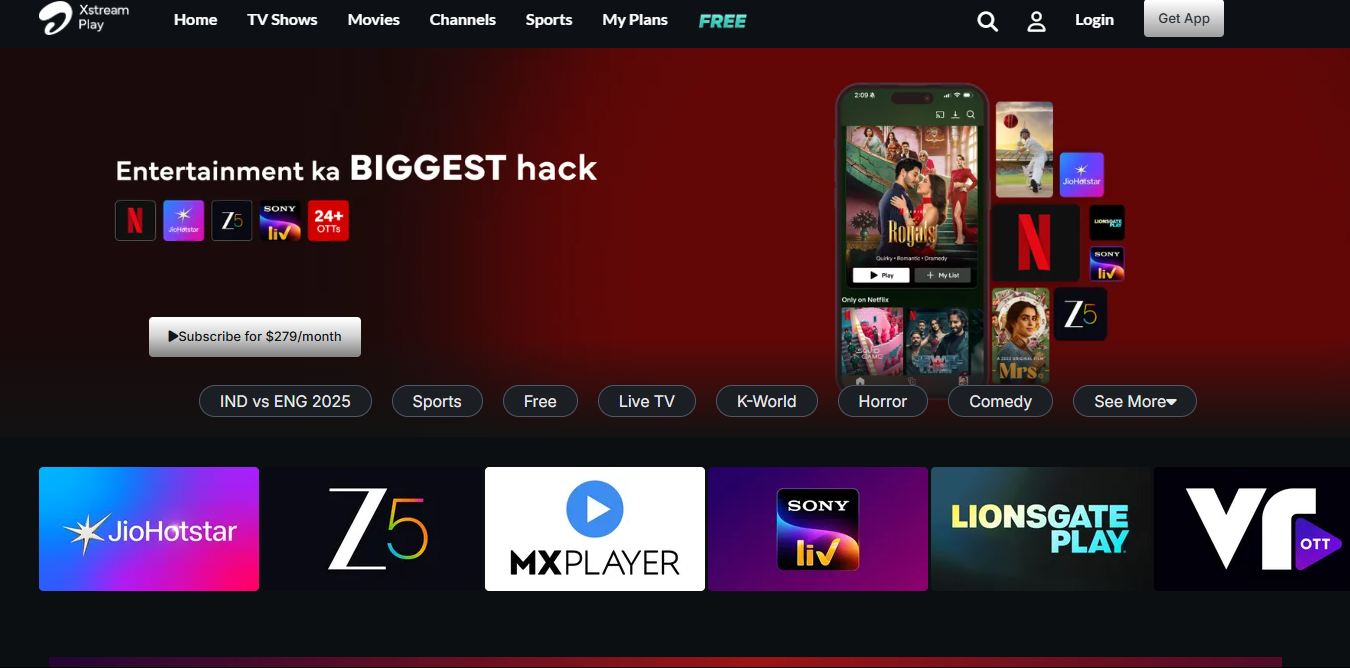 Xstream
Play
Home
TV Shows
Movies
Channels
Sports
My Plans
FREE
Login
Get App
Entertainment ka BIGGEST hack
N
JioHotstar
Z5
SONY
liv
24+
OTTs
Subscribe for $279/month
2:09
Royals
Quirky • Romantic • Dramedy
Play
+ My List
Only on Netflix
SQUID
GAME
JioHotstar
N
LIONSGATE
PLAY
SONY
liv
Z5
Mrs.
IND vs ENG 2025
Sports
Free
Live TV
K-World
Horror
Comedy
See More
JioHotstar
Z5
MXPLAYER
SONY
liv
LIONSGATE
PLAY
VR
OTT